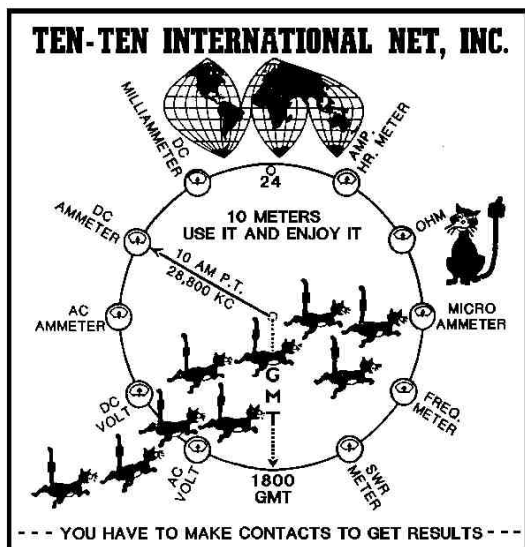 TEN-TEN INTERNATIONAL NET, INC.
DC
MILLIAMMETER
AMP.
HR. METER
24
10 METERS
USE IT AND ENJOY IT
DC
AMMETER
OHM
10 AM P.T.
28,800 KC
AC
AMMETER
MICRO
AMMETER
GMT
DC
VOLT
FREQ.
METER
AC
VOLT
SWR
METER
1800
GMT
---- YOU HAVE TO MAKE CONTACTS TO GET RESULTS ----